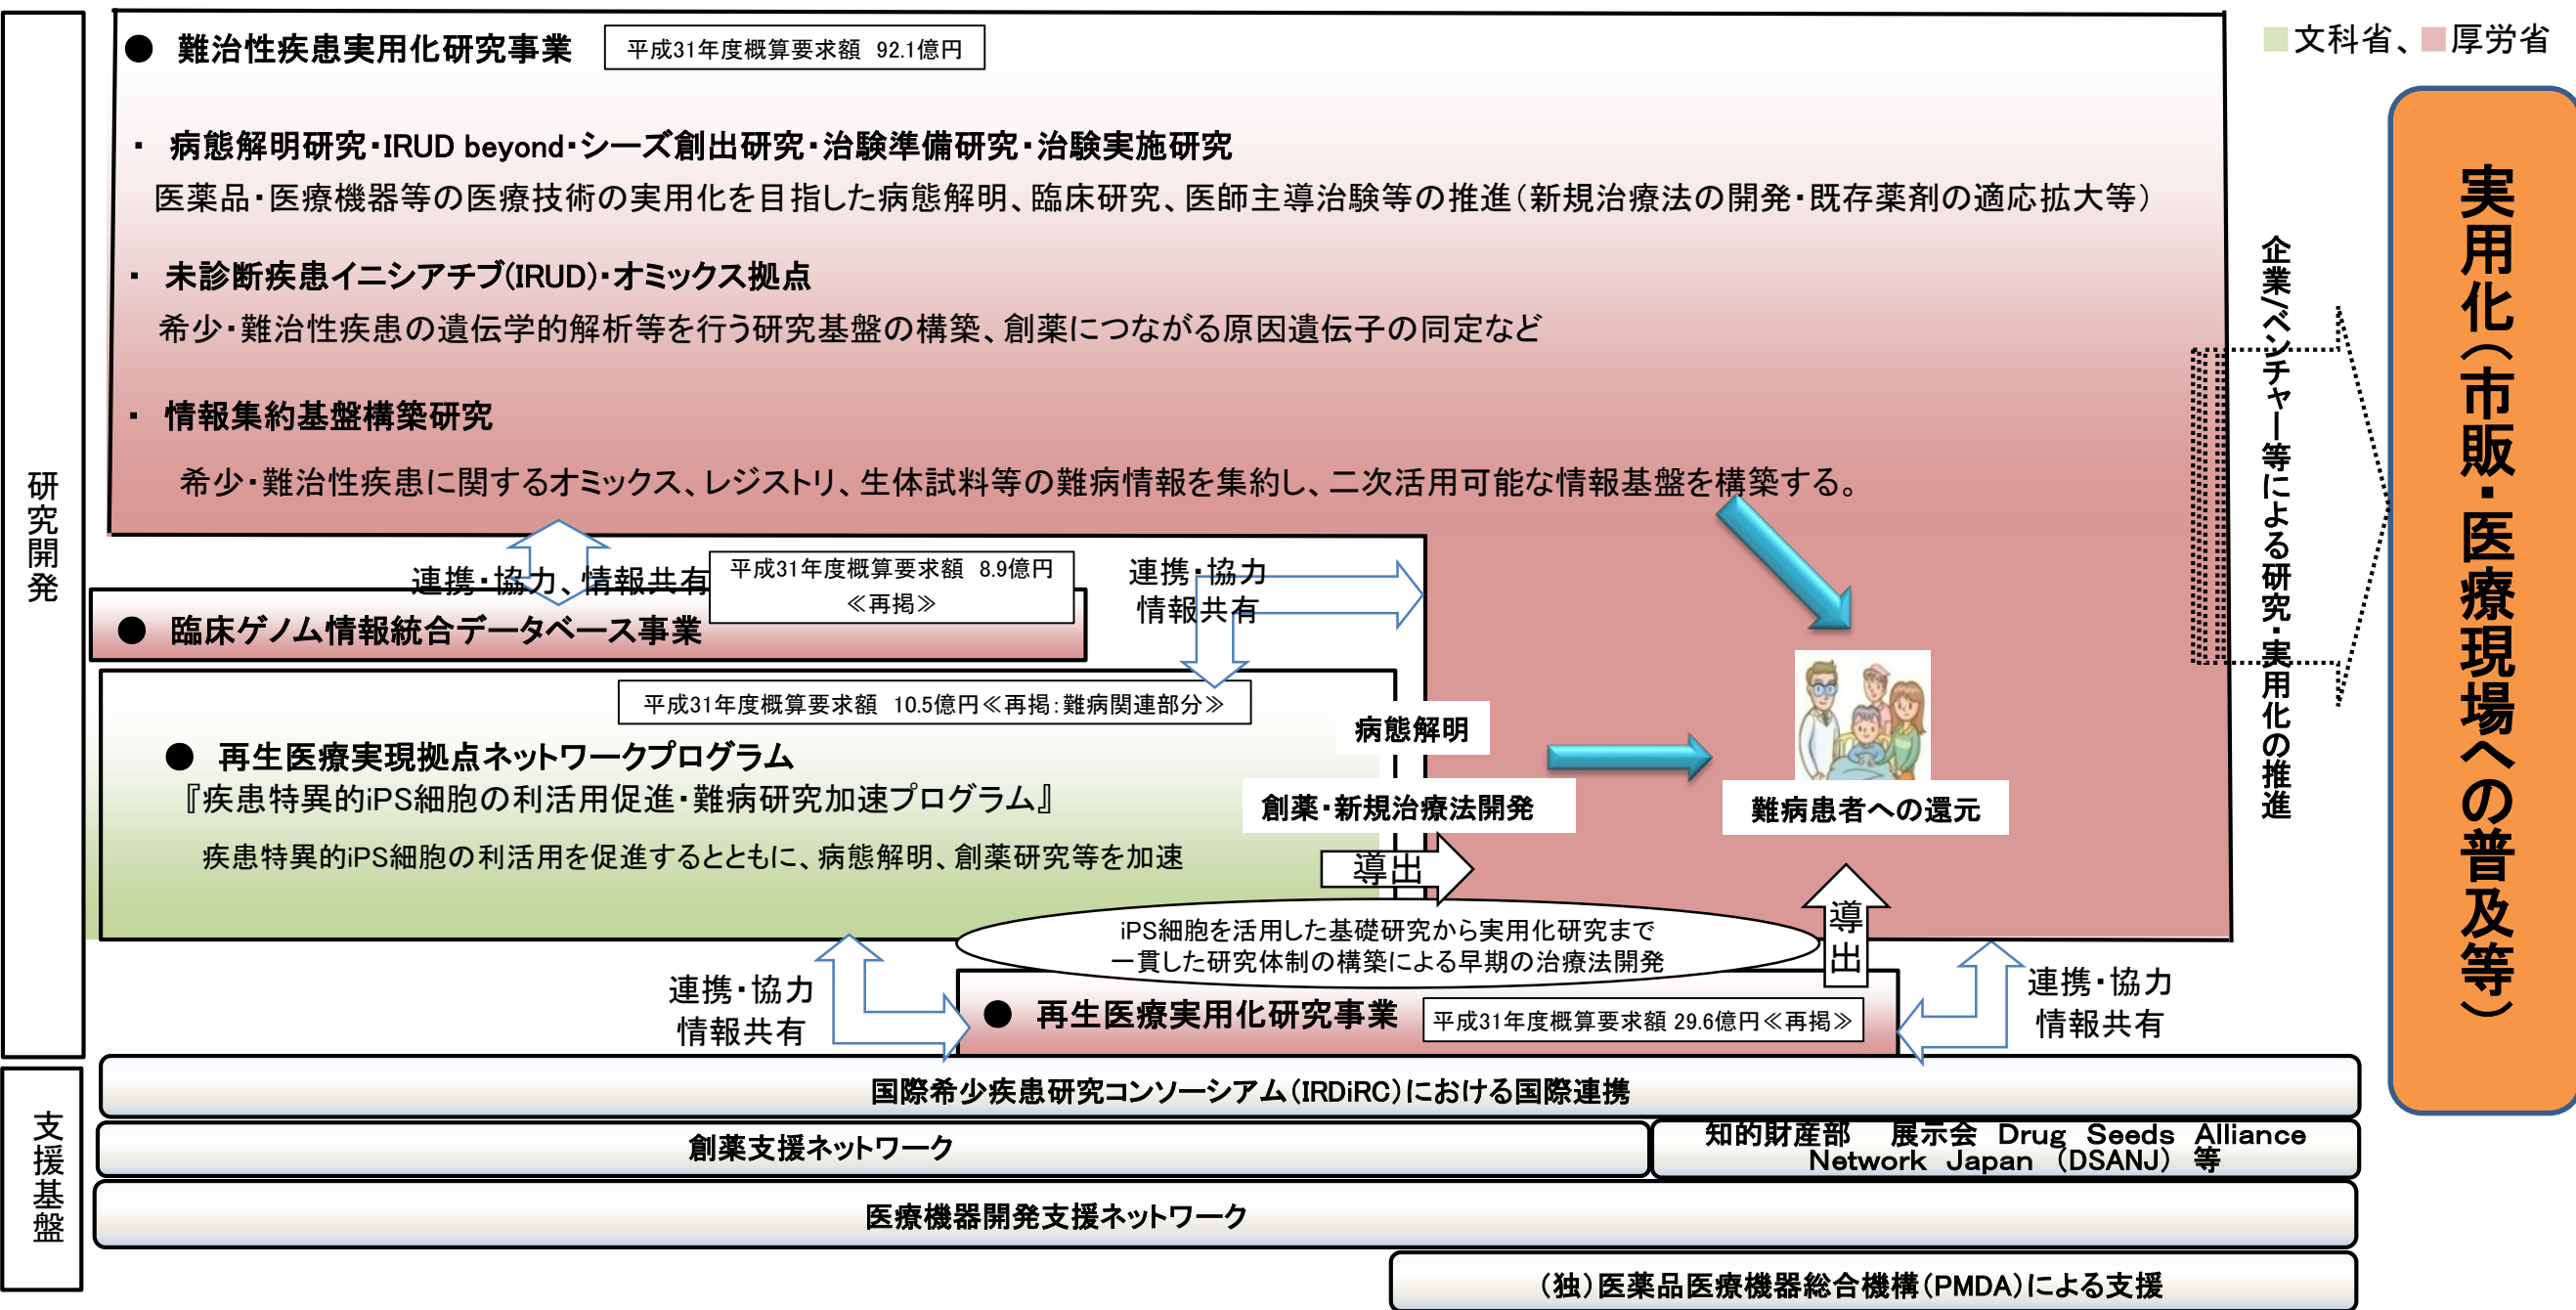 ● 難治性疾患実用化研究事業
平成31年度概算要求額 92.1億円
文科省、厚労省
・ 病態解明研究・IRUD beyond・シーズ創出研究・治験準備研究・治験実施研究
医薬品・医療機器等の医療技術の実用化を目指した病態解明、臨床研究、医師主導治験等の推進（新規治療法の開発・既存薬剤の適応拡大等）
・ 未診断疾患イニシアチブ(IRUD)・オミックス拠点
希少・難治性疾患の遺伝学的解析等を行う研究基盤の構築、創薬につながる原因遺伝子の同定など
・ 情報集約基盤構築研究
希少・難治性疾患に関するオミックス、レジストリ、生体試料等の難病情報を集約し、二次活用可能な情報基盤を構築する。
研究開発
企業/ベンチャー等による研究・実用化の推進
実用化（市販・医療現場への普及等）
連携・協力、情報共有
平成31年度概算要求額 8.9億円
≪再掲≫
連携・協力
情報共有
● 臨床ゲノム情報統合データベース事業
平成31年度概算要求額 10.5億円≪再掲：難病関連部分≫
● 再生医療実現拠点ネットワークプログラム
『疾患特異的iPS細胞の利活用促進・難病研究加速プログラム』
疾患特異的iPS細胞の利活用を促進するとともに、病態解明、創薬研究等を加速
病態解明
創薬・新規治療法開発
難病患者への還元
導出
導出
iPS細胞を活用した基礎研究から実用化研究まで
一貫した研究体制の構築による早期の治療法開発
連携・協力
情報共有
● 再生医療実用化研究事業
平成31年度概算要求額 29.6億円≪再掲≫
連携・協力
情報共有
支援基盤
国際希少疾患研究コンソーシアム（IRDiRC）における国際連携
創薬支援ネットワーク
知的財産部 展示会 Drug Seeds Alliance
Network Japan （DSANJ） 等
医療機器開発支援ネットワーク
（独）医薬品医療機器総合機構（PMDA）による支援